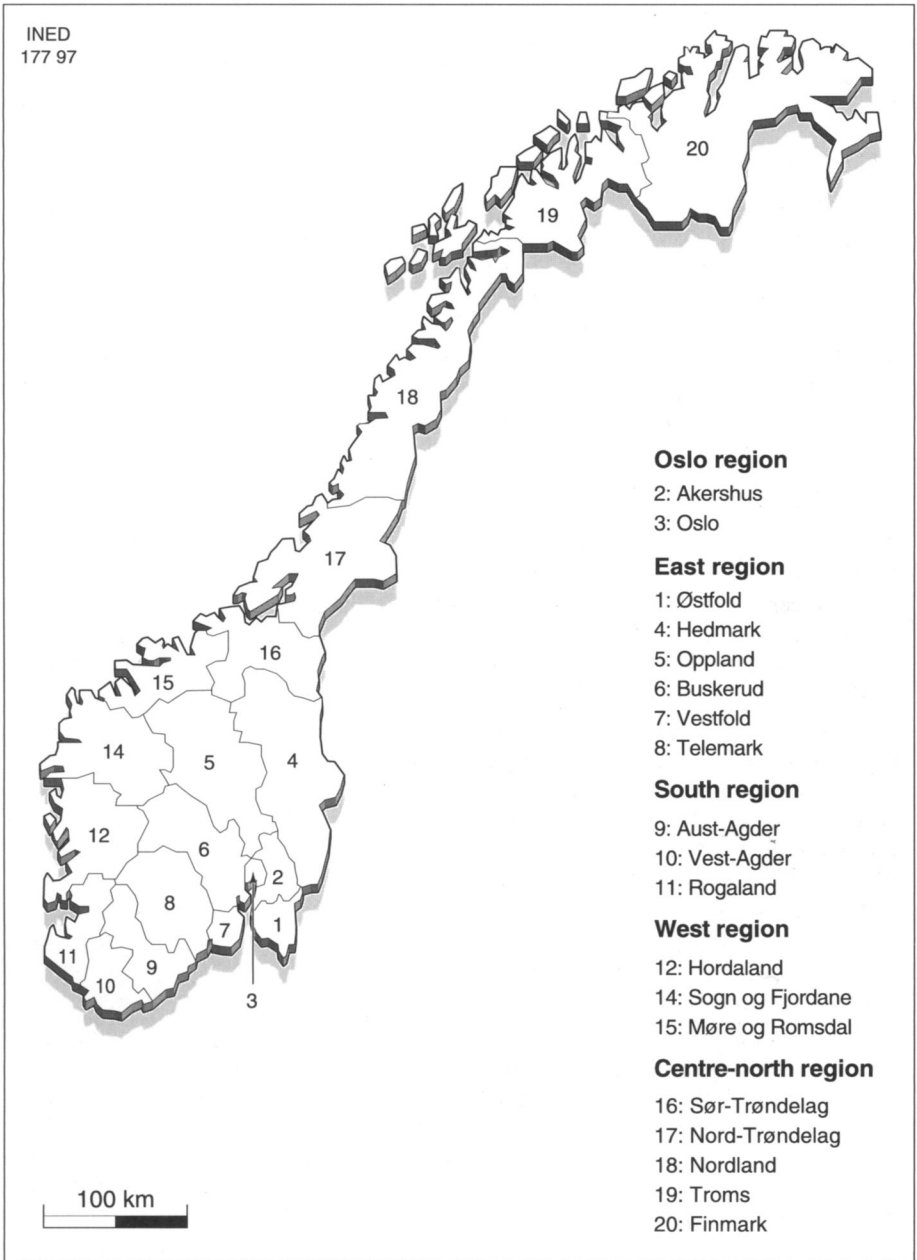 INED
177 97
20
19
18
17
16
15
14
5
4
12
6
2
8
1
7
11
9
10
3
Oslo region
2: Akershus
3: Oslo
East region
1: Østfold
4: Hedmark
5: Oppland
6: Buskerud
7: Vestfold
8: Telemark
South region
9: Aust-Agder
10: Vest-Agder
11: Rogaland
West region
12: Hordaland
14: Sogn og Fjordane
15: Møre og Romsdal
Centre-north region
16: Sør-Trøndelag
17: Nord-Trøndelag
18: Nordland
19: Troms
20: Finmark
100 km